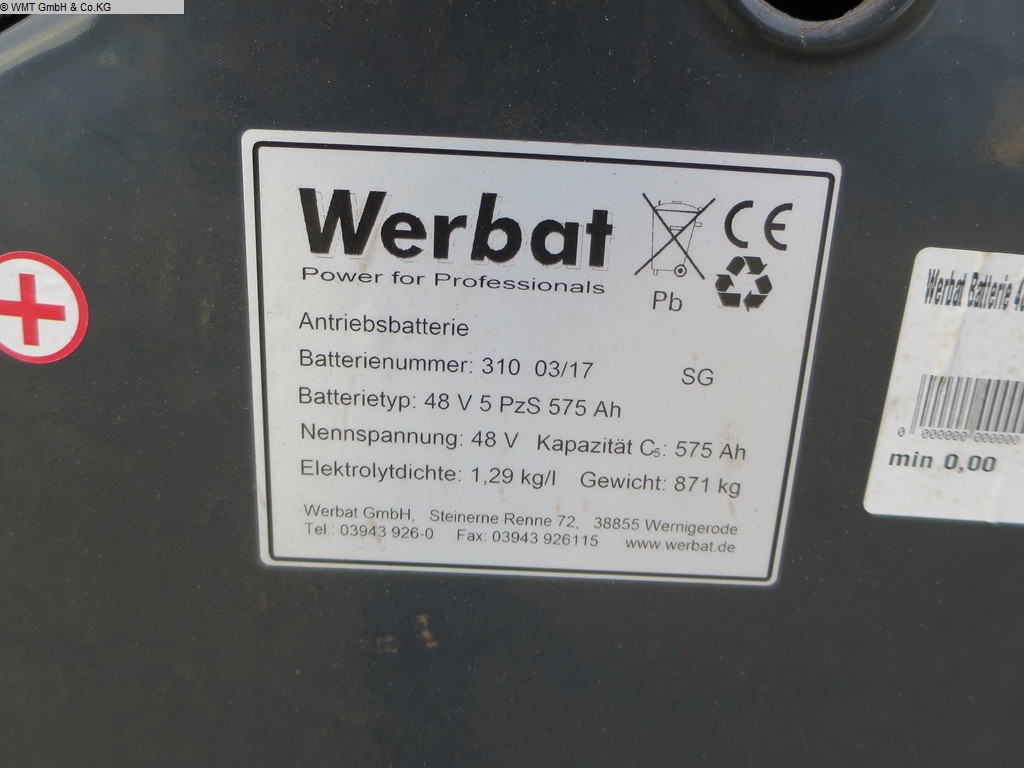 © WMT GmbH & Co.KG
Werbat
Power for Professionals
CE
Pb
Antriebsbatterie
Batterienummer: 310 03/17 SG
Batterietyp: 48 V 5 PzS 575 Ah
Nennspannung: 48 V Kapazität C₅: 575 Ah
Elektrolytdichte: 1,29 kg/l Gewicht: 871 kg
Werbat GmbH, Steinerne Renne 72, 38855 Wernigerode
Tel.: 03943 926-0 Fax: 03943 926115 www.werbat.de
Werbat Batterie
0 000000 000000
min 0,00